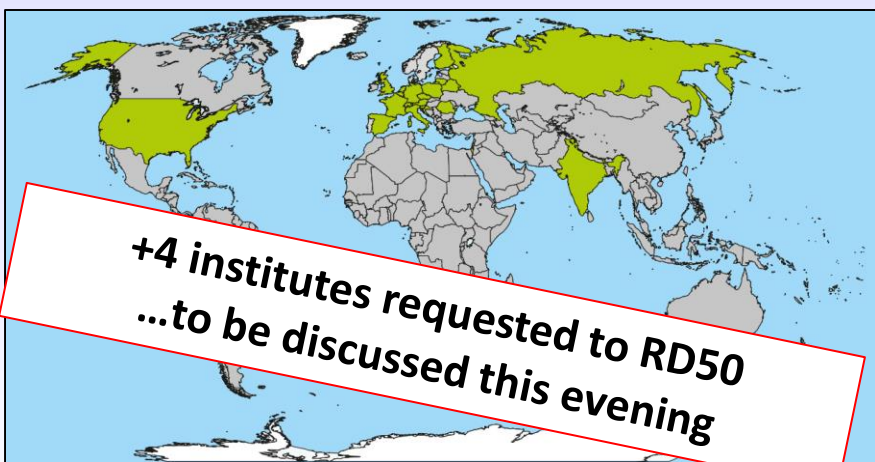 +4 institutes requested to RD50
...to be discussed this evening